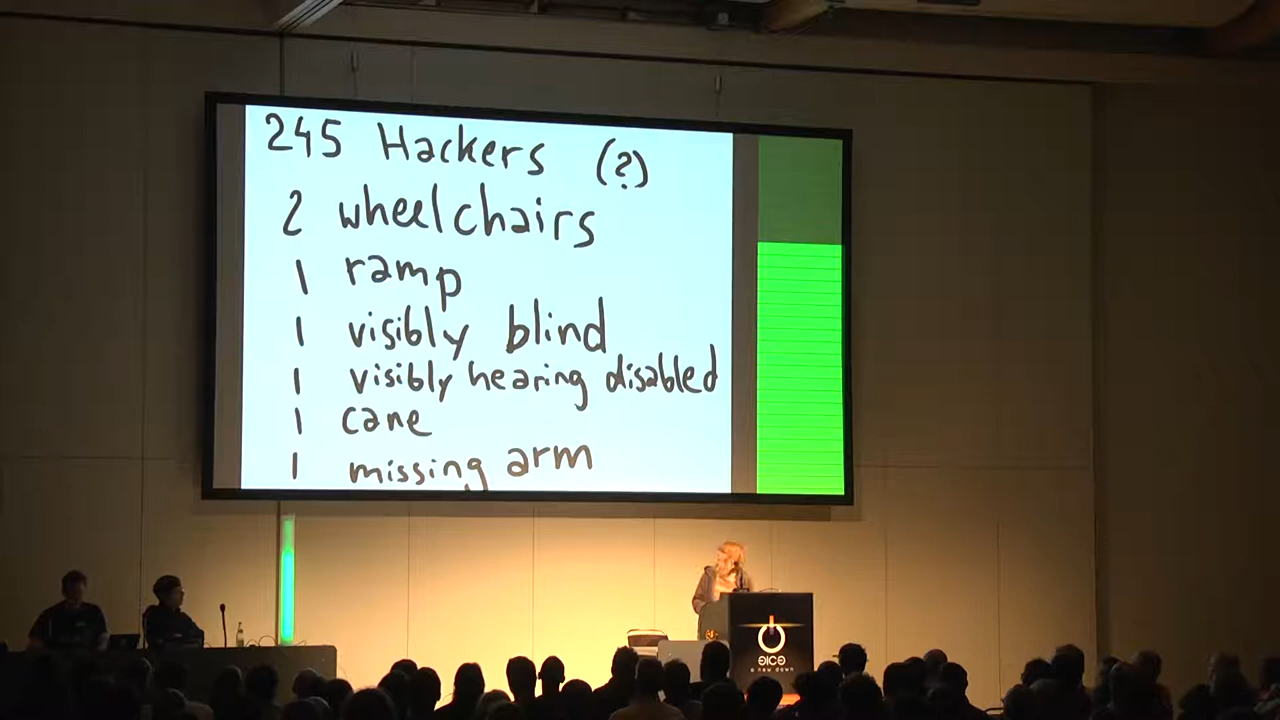 245 Hackers (?)
2 wheelchairs
1 ramp
1 visibly blind
1 visibly hearing disabled
1 cane
1 missing arm
ƎICƎ
a new dawn